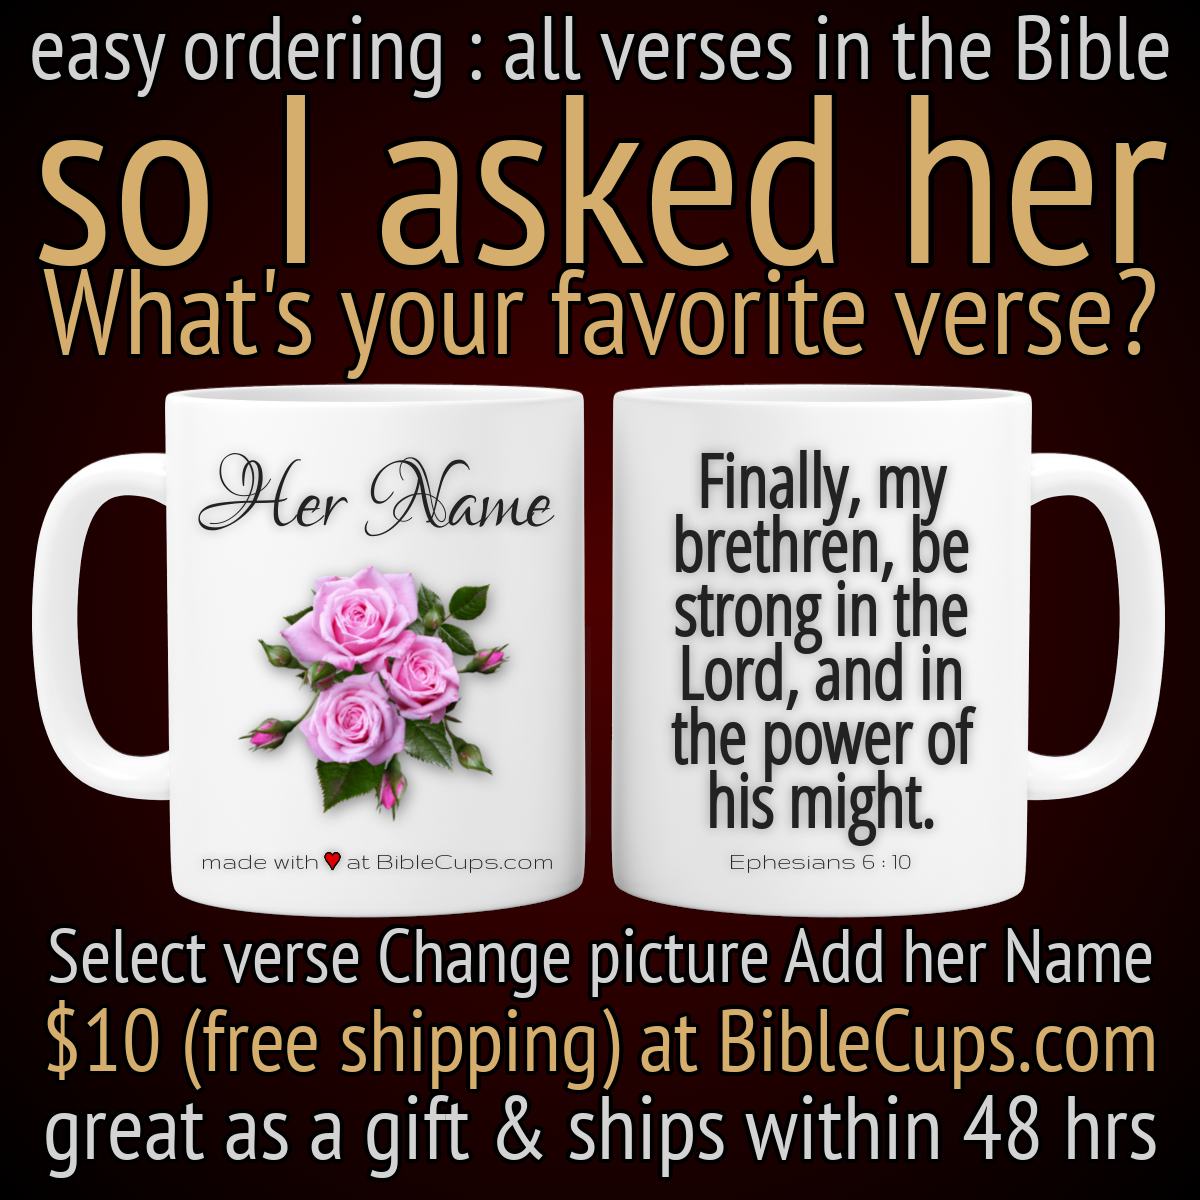 easy ordering : all verses in the Bible
so I asked her
What's your favorite verse?
Her Name
made with ♥ at BibleCups.com
Finally, my
brethren, be
strong in the
Lord, and in
the power of
his might.
Ephesians 6 : 10
Select verse Change picture Add her Name
$10 (free shipping) at BibleCups.com
great as a gift & ships within 48 hrs